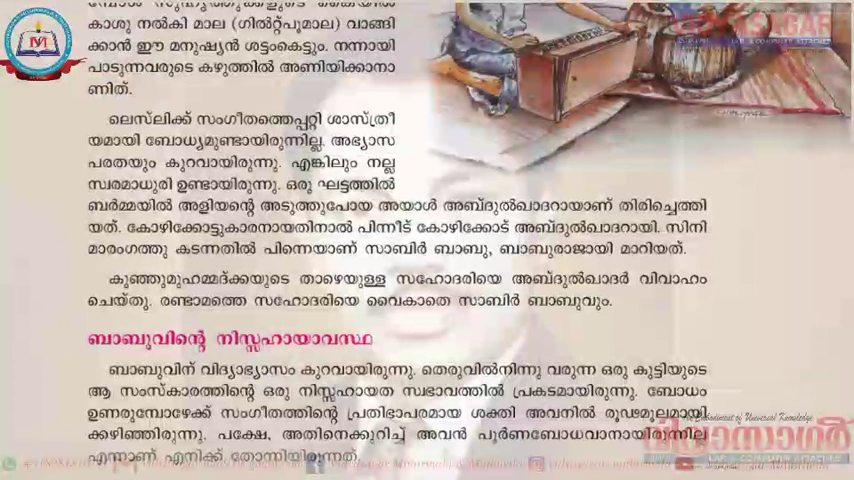 കാശു നൽകി മാല (ഗിൽറ്റ്പൂമാല) വാങ്ങി
ക്കാൻ ഈ മനുഷ്യൻ ശട്ടംകെട്ടും. നന്നായി
പാടുന്നവരുടെ കഴുത്തിൽ അണിയിക്കാനാ
ണിത്.
ലെസ്‌ലിക്ക് സംഗീതത്തെപ്പറ്റി ശാസ്ത്രീ
യമായി ബോധ്യമുണ്ടായിരുന്നില്ല. അഭ്യാസ
പരതയും കുറവായിരുന്നു. എങ്കിലും നല്ല
സ്വരമാധുരി ഉണ്ടായിരുന്നു. ഒരു ഘട്ടത്തിൽ
ബർമ്മയിൽ അളിയന്റെ അടുത്തുപോയ അയാൾ അബ്ദുൽഖാദറായാണ് തിരിച്ചെത്തി
യത്. കോഴിക്കോട്ടുകാരനായതിനാൽ പിന്നീട് കോഴിക്കോട് അബ്ദുൽഖാദറായി. സിനി
മാരംഗത്തു കടന്നതിൽ പിന്നെയാണ് സാബിർ ബാബു, ബാബുരാജായി മാറിയത്.
കുഞ്ഞുമുഹമ്മദ്ക്കയുടെ താഴെയുള്ള സഹോദരിയെ അബ്ദുൽഖാദർ വിവാഹം
ചെയ്തു. രണ്ടാമത്തെ സഹോദരിയെ വൈകാതെ സാബിർ ബാബുവും.
ബാബുവിന്റെ നിസ്സഹായാവസ്ഥ
ബാബുവിന് വിദ്യാഭ്യാസം കുറവായിരുന്നു. തെരുവിൽനിന്നു വരുന്ന ഒരു കുട്ടിയുടെ
ആ സംസ്കാരത്തിന്റെ ഒരു നിസ്സഹായത സ്വഭാവത്തിൽ പ്രകടമായിരുന്നു. ബോധം
ഉണരുമ്പോഴേക്ക് സംഗീതത്തിന്റെ പ്രതിഭാപരമായ ശക്തി അവനിൽ രൂഢമൂലമായി
ക്കഴിഞ്ഞിരുന്നു. പക്ഷേ, അതിനെക്കുറിച്ച് അവൻ പൂർണബോധവാനായിരുന്നില്ല
എന്നാണ് എനിക്ക് തോന്നിയിരുന്നത്.
of Universal Knowledge
വിദ്യാസാഗർ